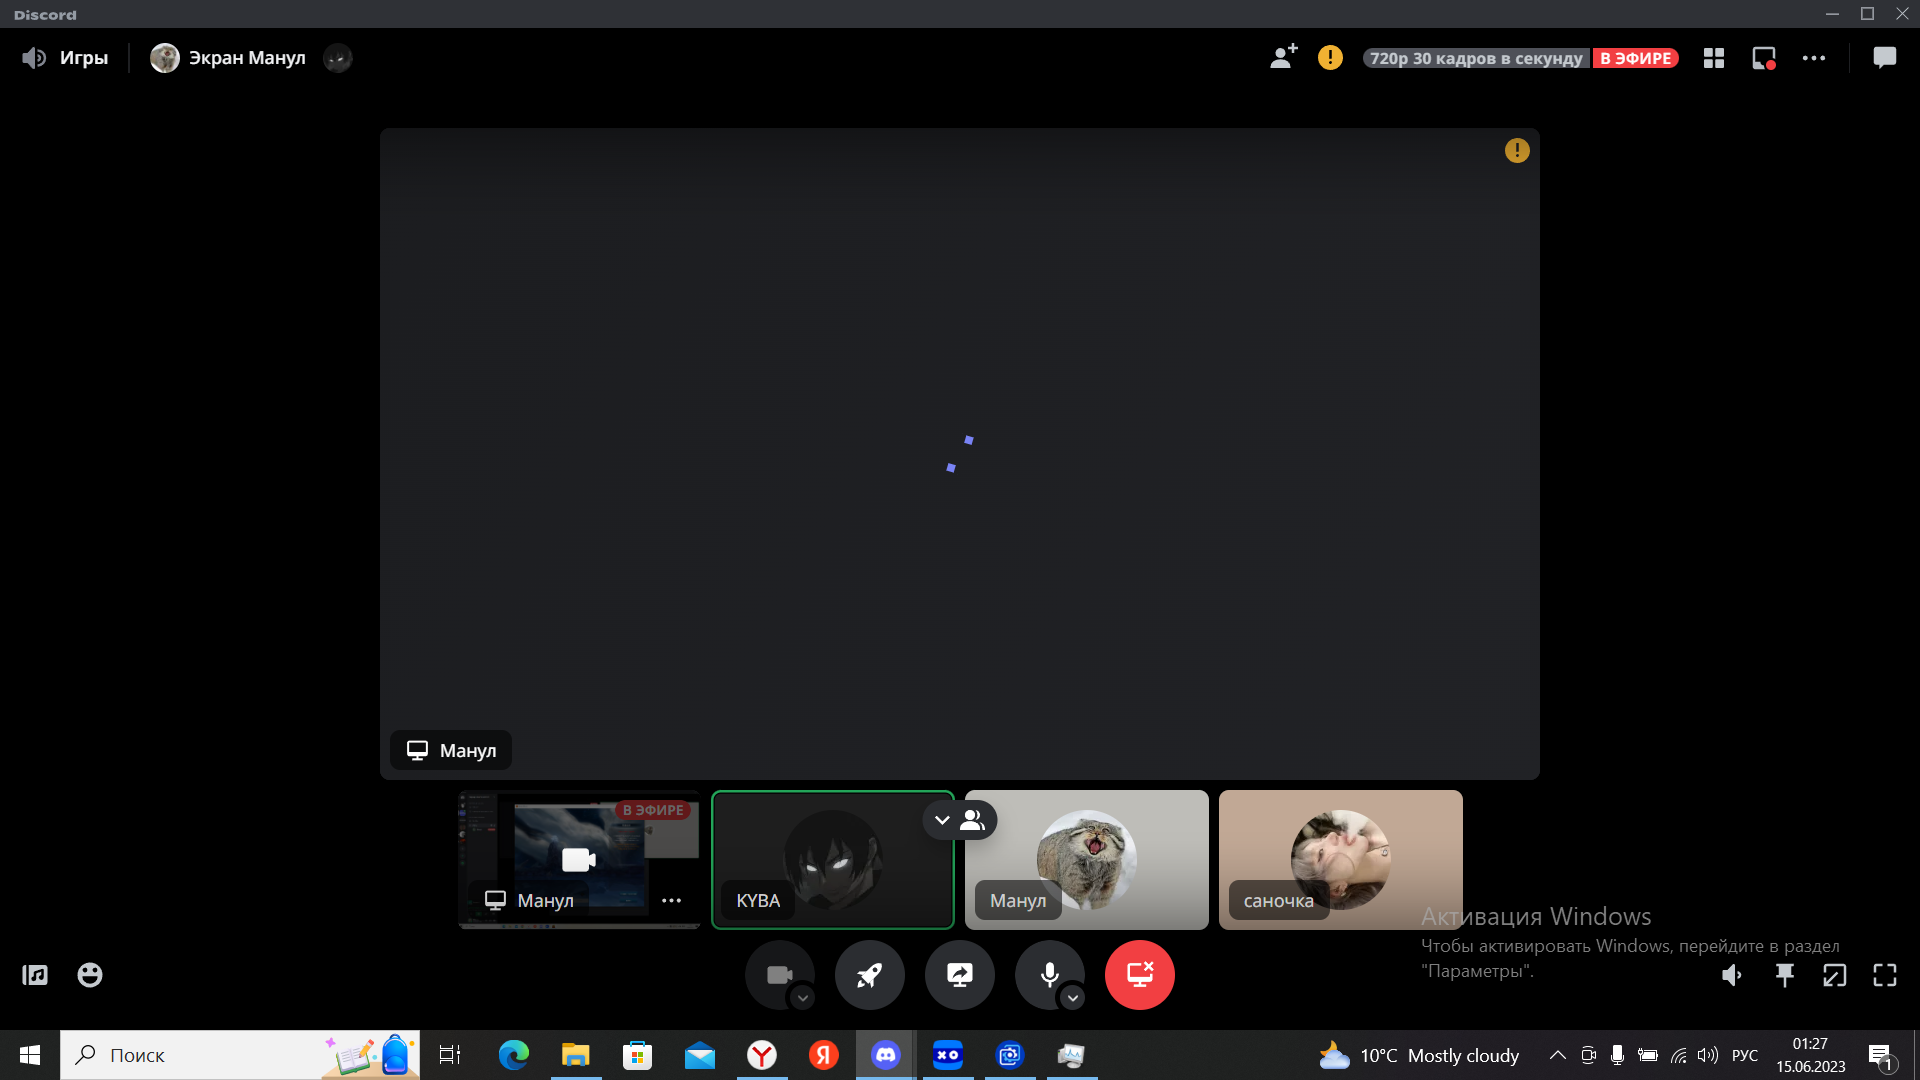 Discord
Игры
Экран Манул
720p 30 кадров в секунду
В ЭФИРЕ
Манул
В ЭФИРЕ
Манул
KYBA
Манул
саночка
Активация Windows
Чтобы активировать Windows, перейдите в раздел
"Параметры".
Поиск
10°C Mostly cloudy
РУС
01:27
15.06.2023
1